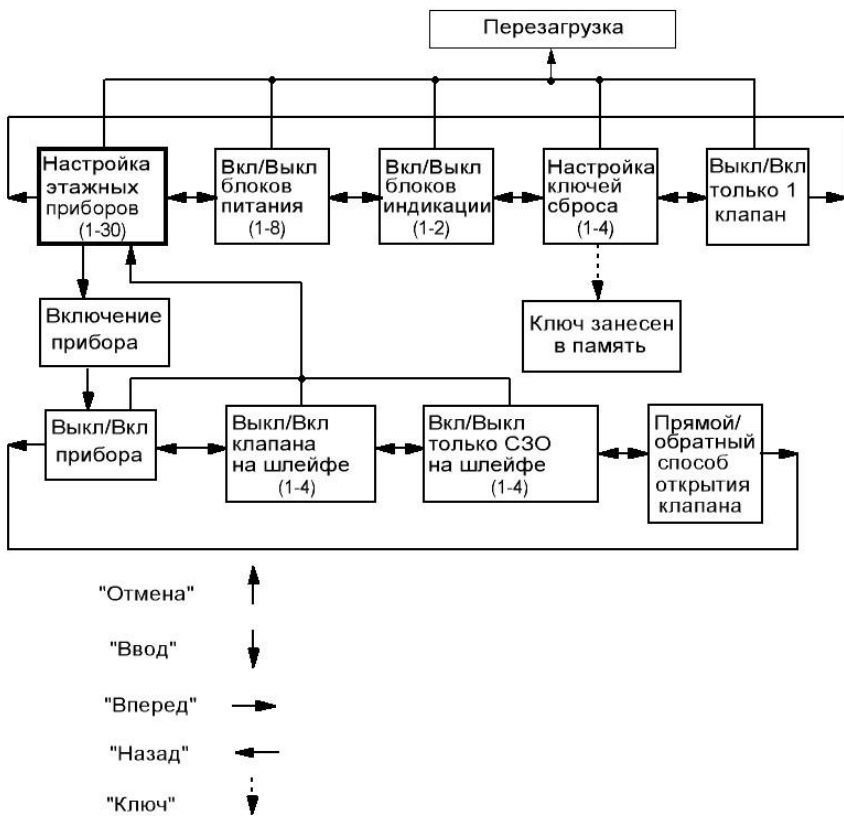 Перезагрузка
Настройка
этажных
приборов
(1-30)
Вкл/Выкл
блоков
питания
(1-8)
Вкл/Выкл
блоков
индикации
(1-2)
Настройка
ключей
сброса
(1-4)
Выкл/Вкл
только 1
клапан
Включение
прибора
Ключ занесен
в память
Выкл/Вкл
прибора
Выкл/Вкл
клапана
на шлейфе
(1-4)
Вкл/Выкл
только СЗО
на шлейфе
(1-4)
Прямой/
обратный
способ
открытия
клапана
"Отмена"
"Ввод"
"Вперед"
"Назад"
"Ключ"